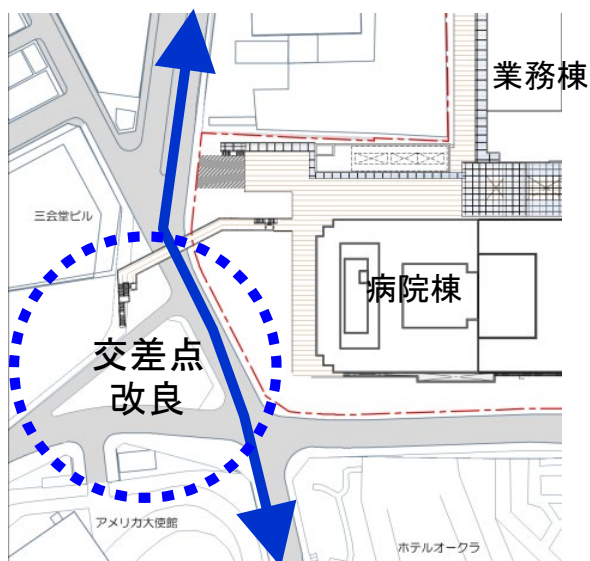 業務棟
三会堂ビル
病院棟
交差点
改良
アメリカ大使館
ホテルオークラ